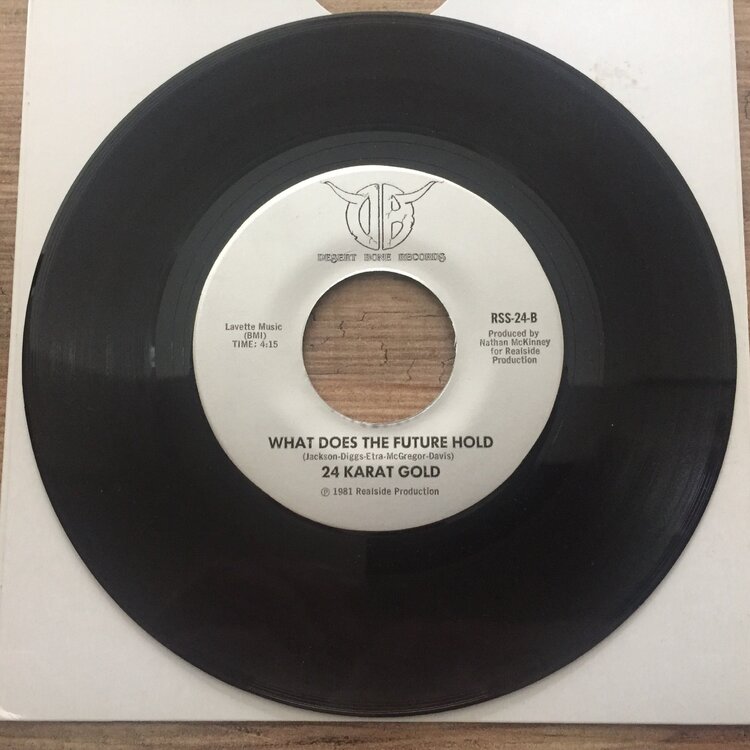 DB
DESERT BONE RECORDS
Lavette Music
(BMI)
TIME: 4:15
RSS-24-B
Produced by
Nathan McKinney
for Realside
Production
WHAT DOES THE FUTURE HOLD
(Jackson-Diggs-Etra-McGregor-Davis)
24 KARAT GOLD
℗ 1981 Realside Production